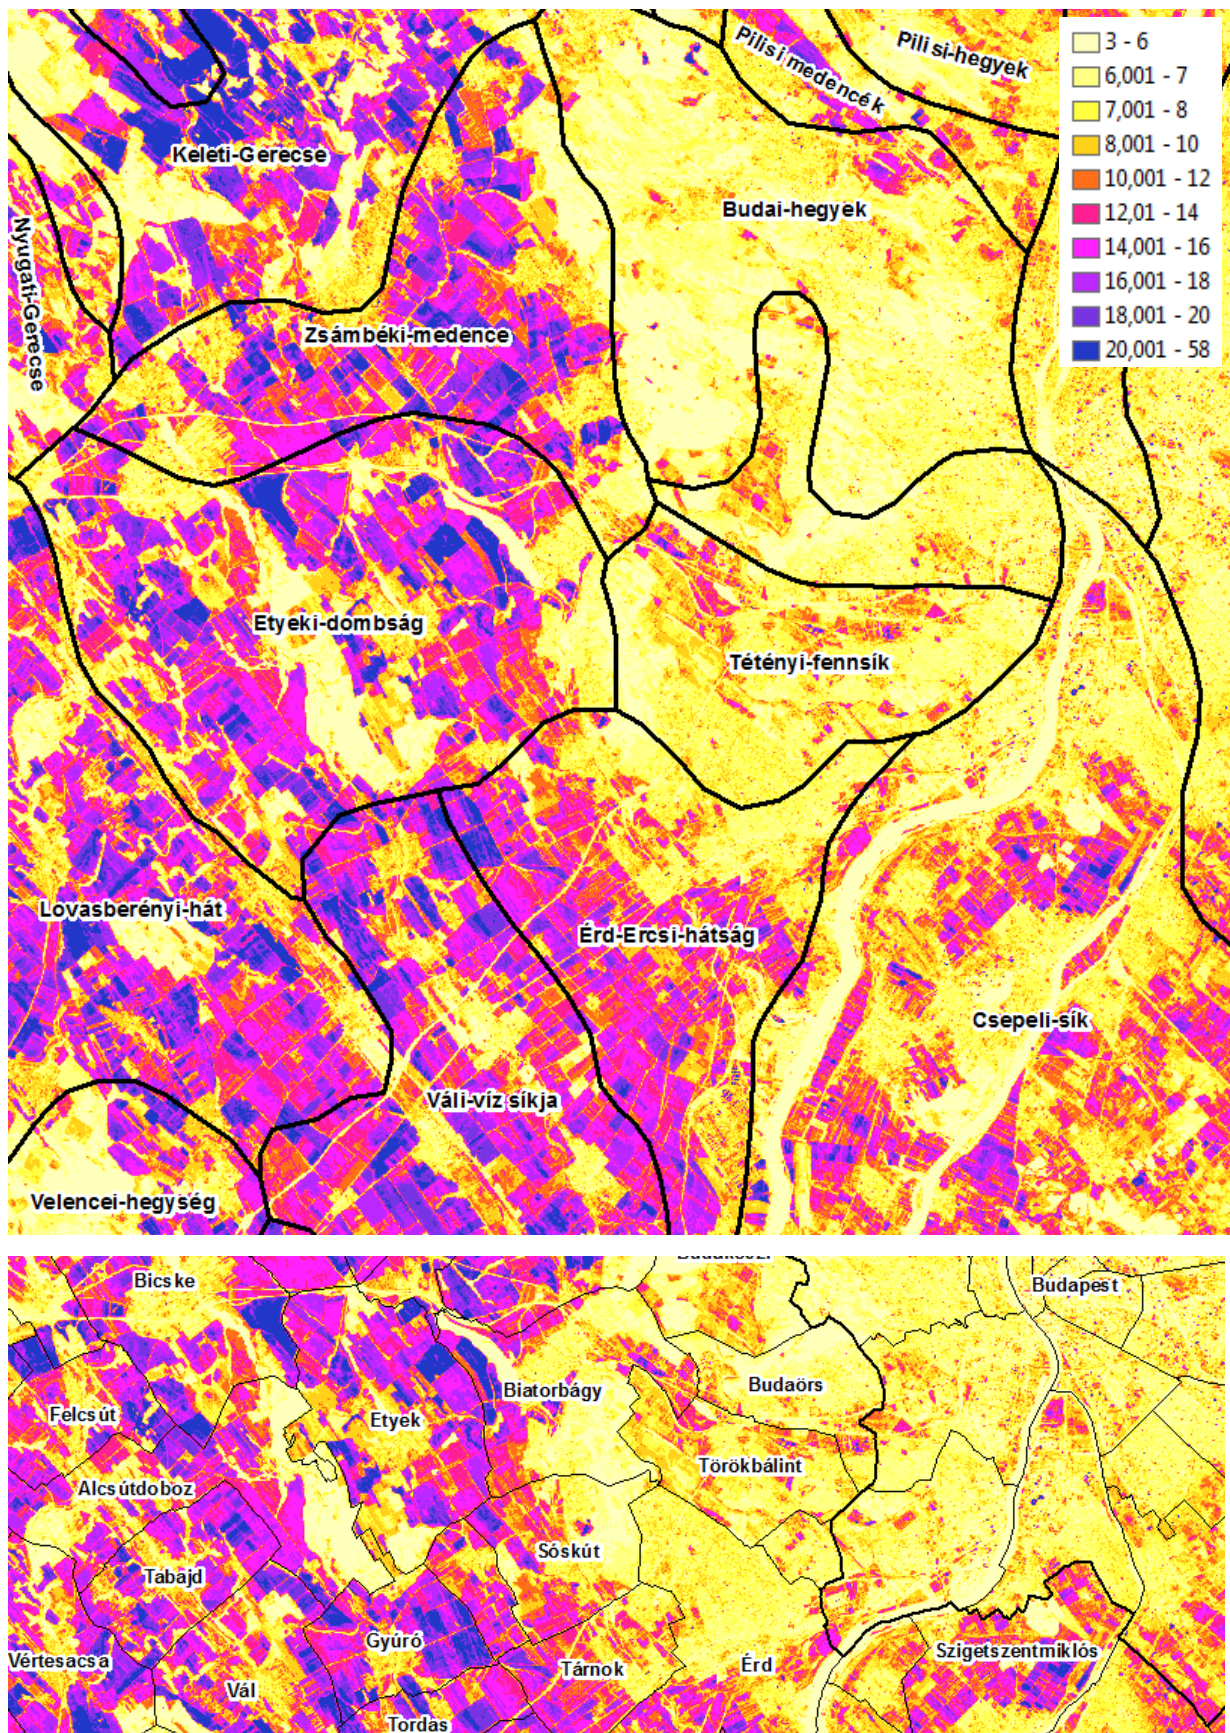 Pilisi-hegyek
Pilisi medencék
3 - 6
6,001 - 7
7,001 - 8
8,001 - 10
10,001 - 12
12,01 - 14
14,001 - 16
16,001 - 18
18,001 - 20
20,001 - 58
Keleti-Gerecse
Budai-hegyek
Nyugati-Gerecse
Zsámbéki-medence
Etyeki-dombság
Tétényi-fennsík
Lovasberényi-hát
Érd-Ercsi-hátság
Csepeli-sík
Váli-víz síkja
Velencei-hegység
Bicske
Budapest
Biatorbágy
Budaörs
Felcsút
Etyek
Törökbálint
Alcsútdoboz
Sóskút
Tabajd
Gyúró
Szigetszentmiklós
Vértesacsa
Tárnok
Érd
Vál
Tordas